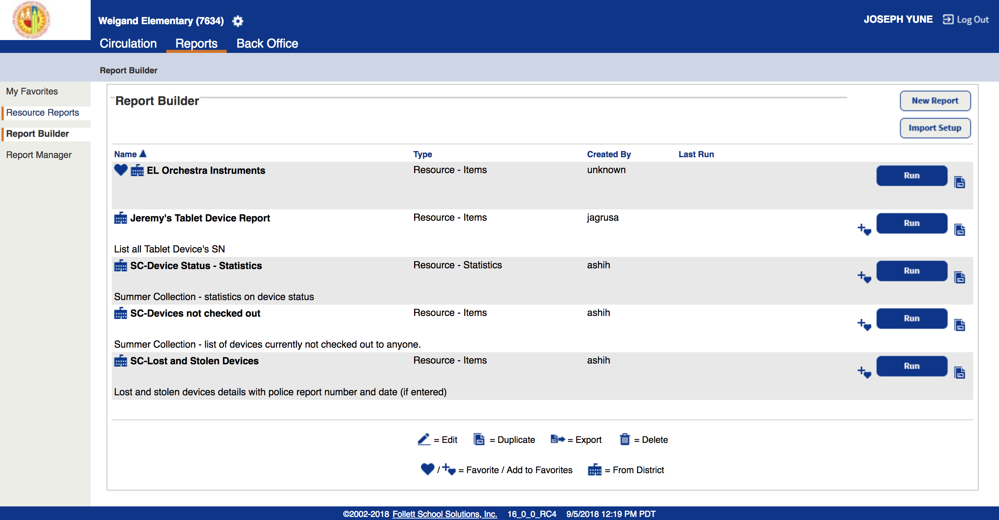 Weigand Elementary (7634)
JOSEPH YUNE Log Out
Circulation Reports Back Office
Report Builder
My Favorites
Resource Reports
Report Builder
Report Manager
Report Builder
New Report
Import Setup
Name Type Created By Last Run
EL Orchestra Instruments Resource - Items unknown Run
Jeremy's Tablet Device Report Resource - Items jagrusa Run
List all Tablet Device's SN
SC-Device Status - Statistics Resource - Statistics ashih Run
Summer Collection - statistics on device status
SC-Devices not checked out Resource - Items ashih Run
Summer Collection - list of devices currently not checked out to anyone.
SC-Lost and Stolen Devices Resource - Items ashih Run
Lost and stolen devices details with police report number and date (if entered)
= Edit = Duplicate = Export = Delete
/ = Favorite / Add to Favorites = From District
©2002-2018 Follett School Solutions, Inc. 16_0_0_RC4 9/5/2018 12:19 PM PDT